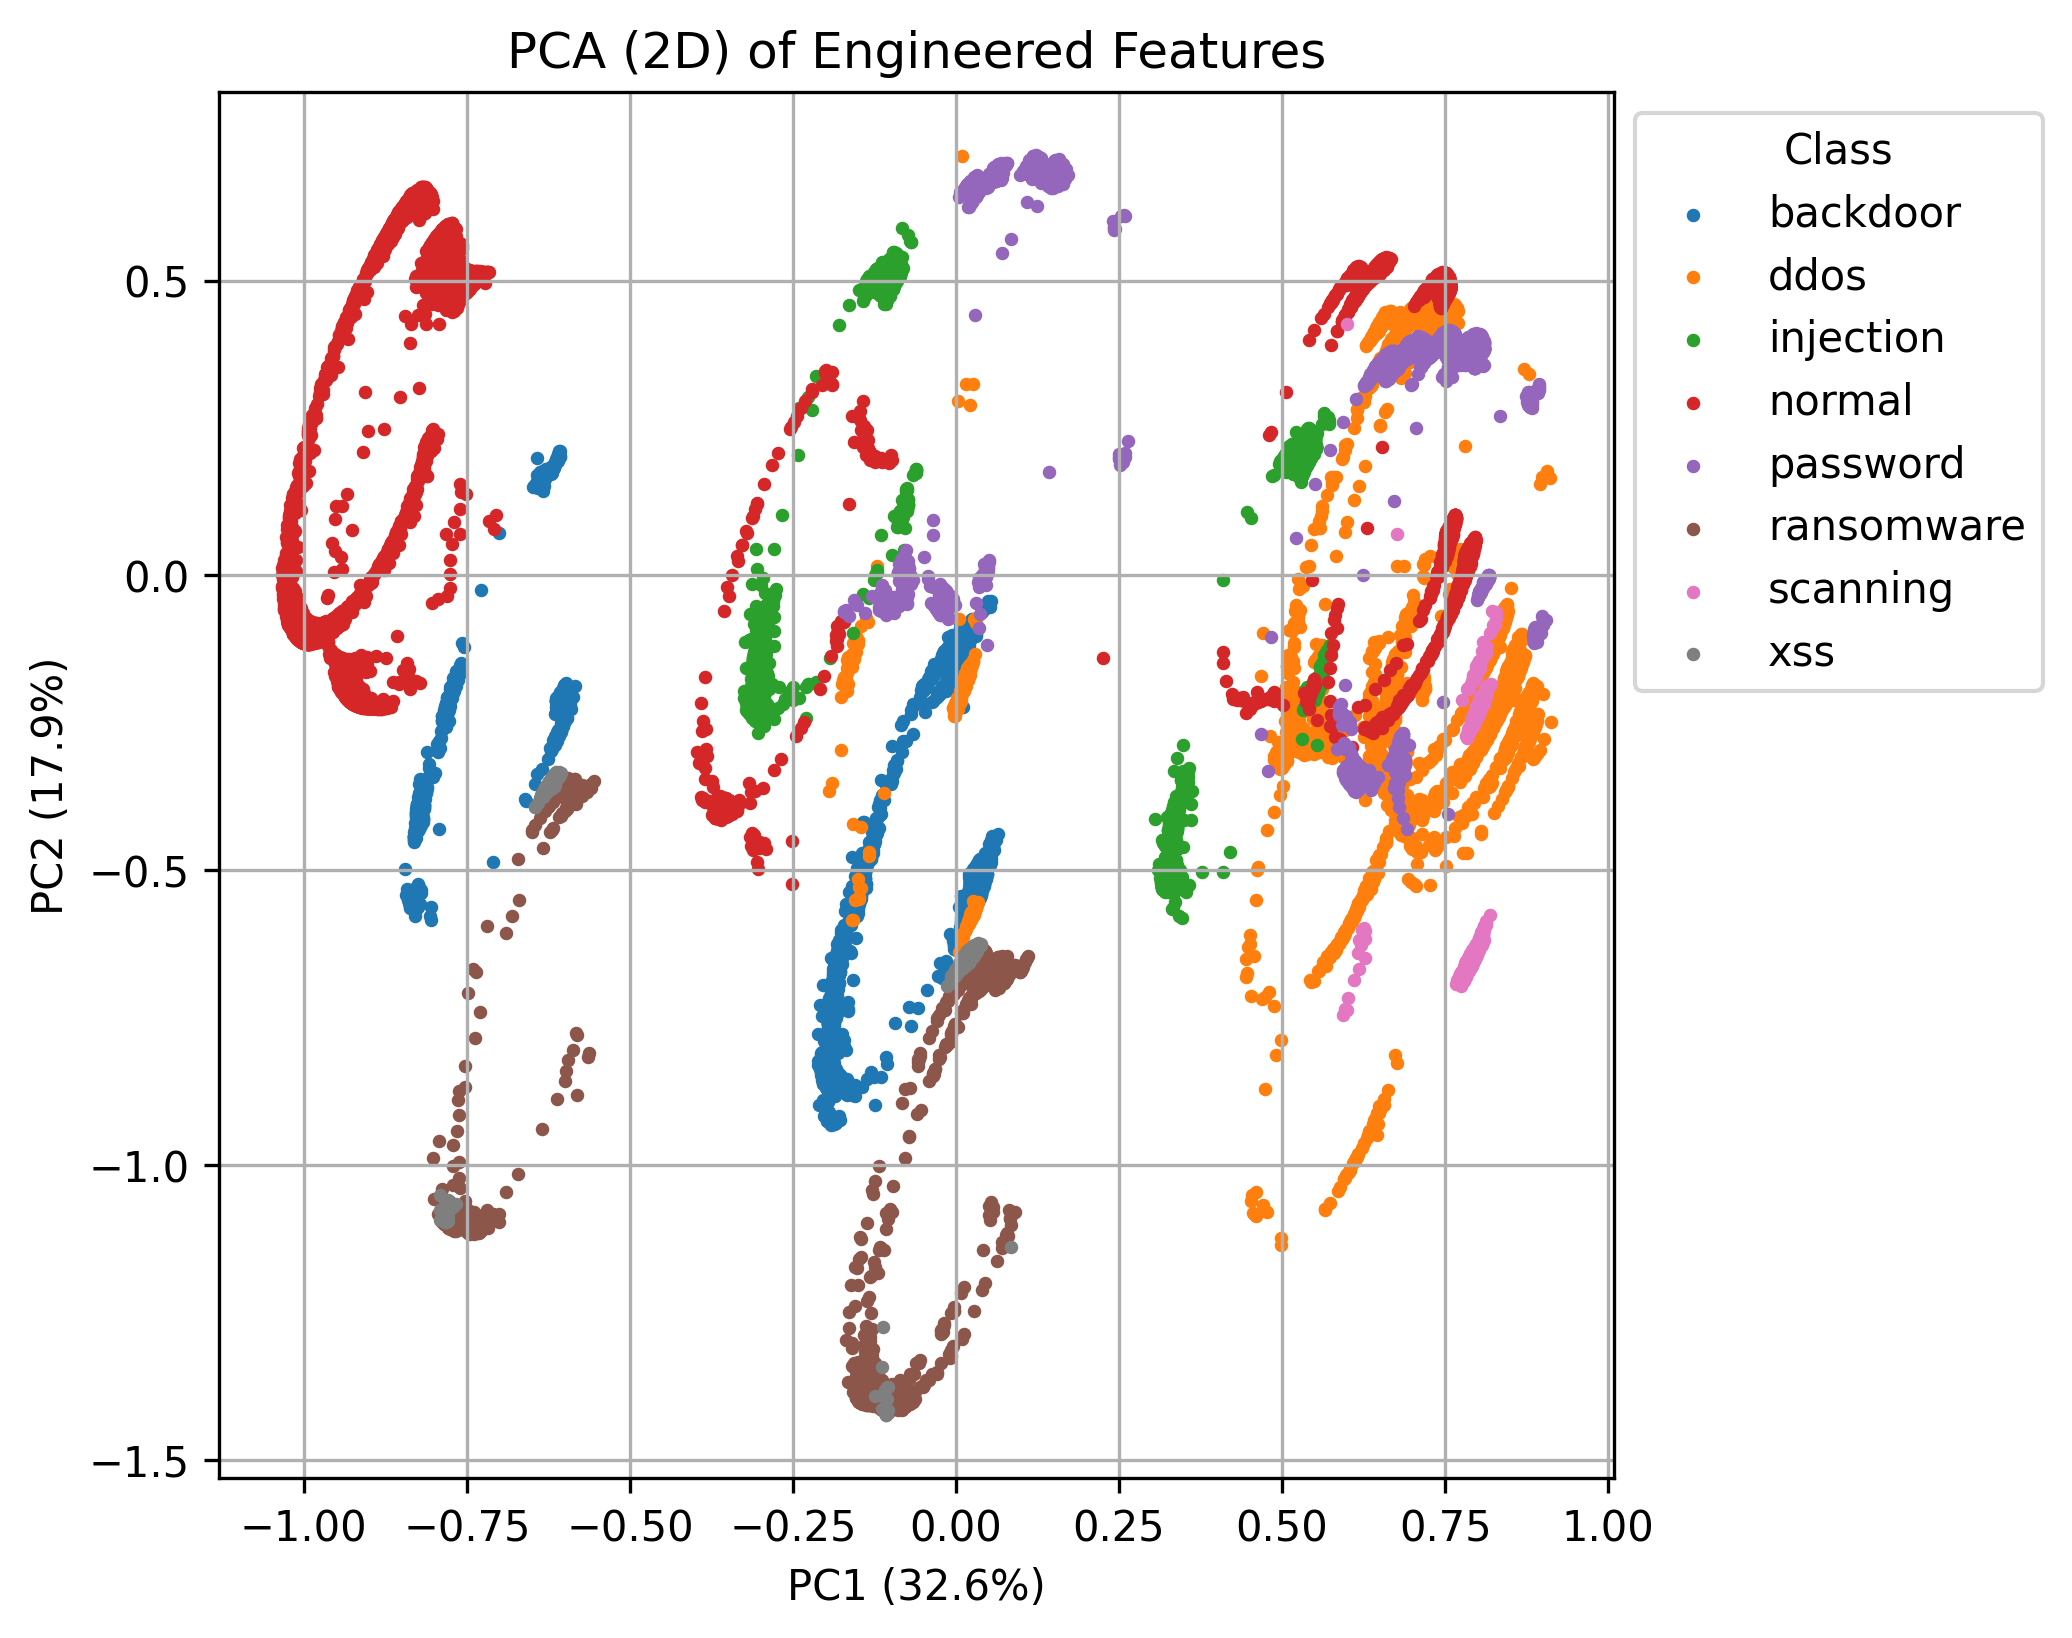 PCA (2D) of Engineered Features
Class
backdoor
ddos
injection
normal
password
ransomware
scanning
xss
PC2 (17.9%)
0.5
0.0
−0.5
−1.0
−1.5
−1.00 −0.75 −0.50 −0.25 0.00 0.25 0.50 0.75 1.00
PC1 (32.6%)